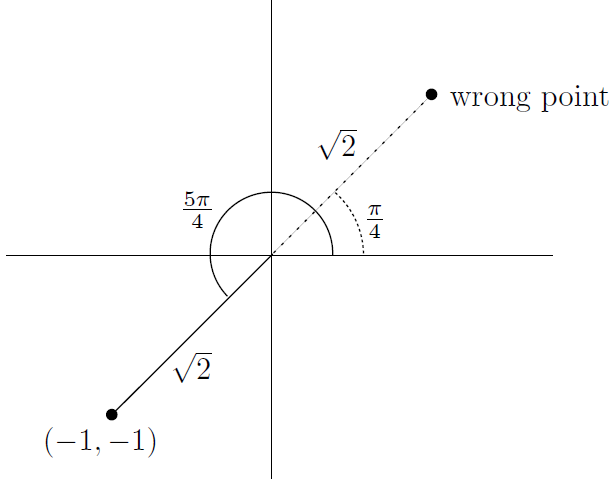 wrong point
√2
5π/4
π/4
√2
(−1, −1)